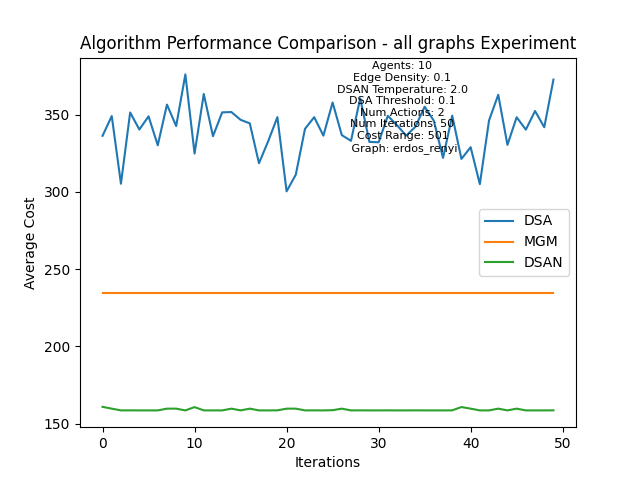 Algorithm Performance Comparison - all graphs Experiment
Agents: 10
Edge Density: 0.1
DSAN Temperature: 2.0
DSA Threshold: 0.1
Num Actions: 2
Num Iterations: 50
Cost Range: 501
Graph: erdos_renyi
350
300
250
200
150
Average Cost
DSA
MGM
DSAN
0
10
20
30
40
50
Iterations